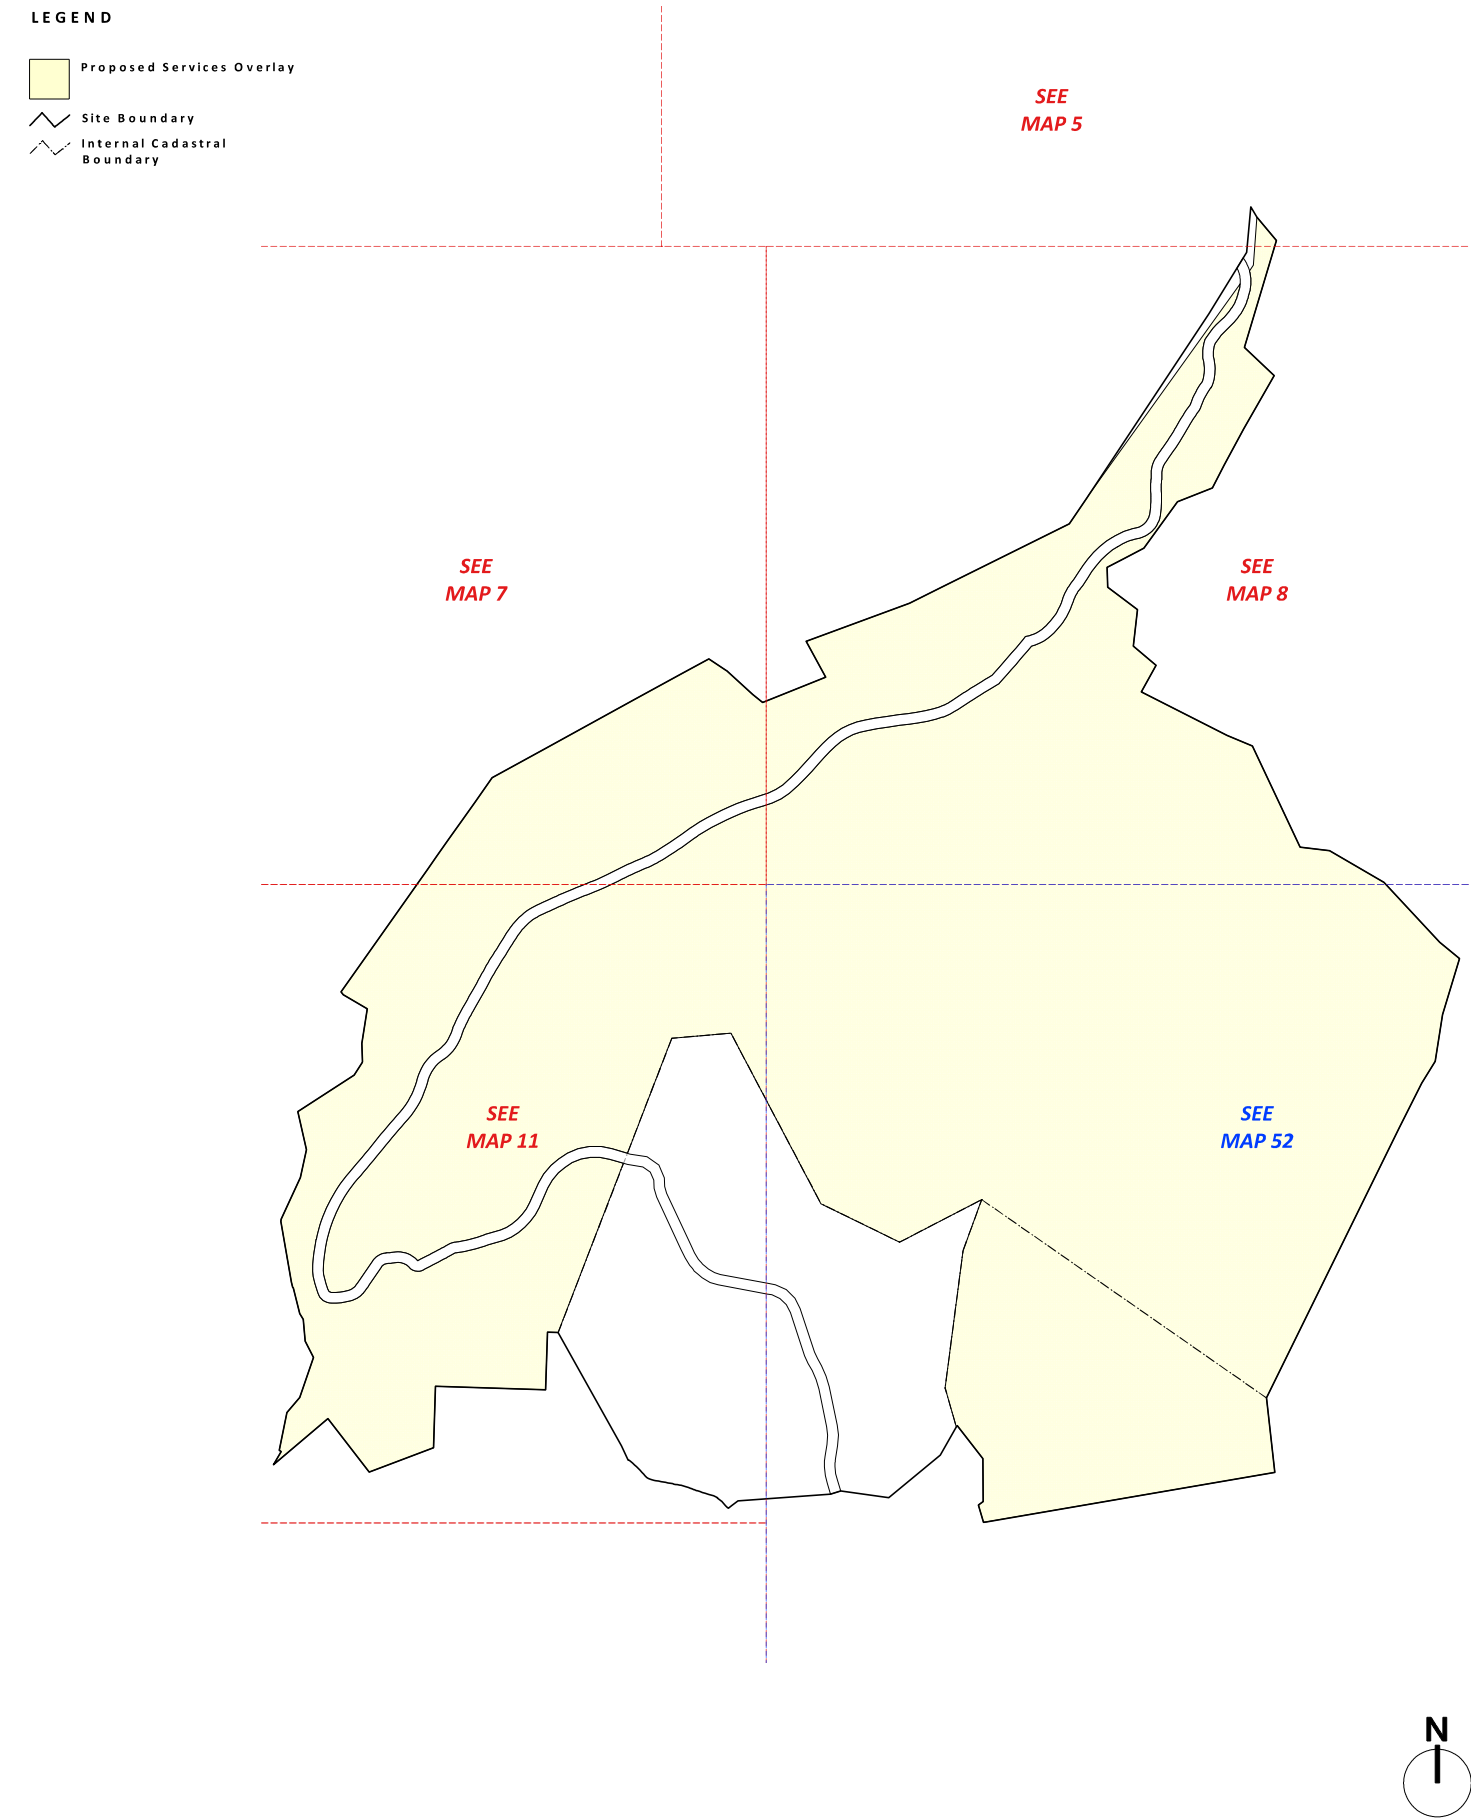 LEGEND
Proposed Services Overlay
Site Boundary
Internal Cadastral
Boundary
SEE
MAP 5
SEE
MAP 7
SEE
MAP 8
SEE
MAP 11
SEE
MAP 52
N